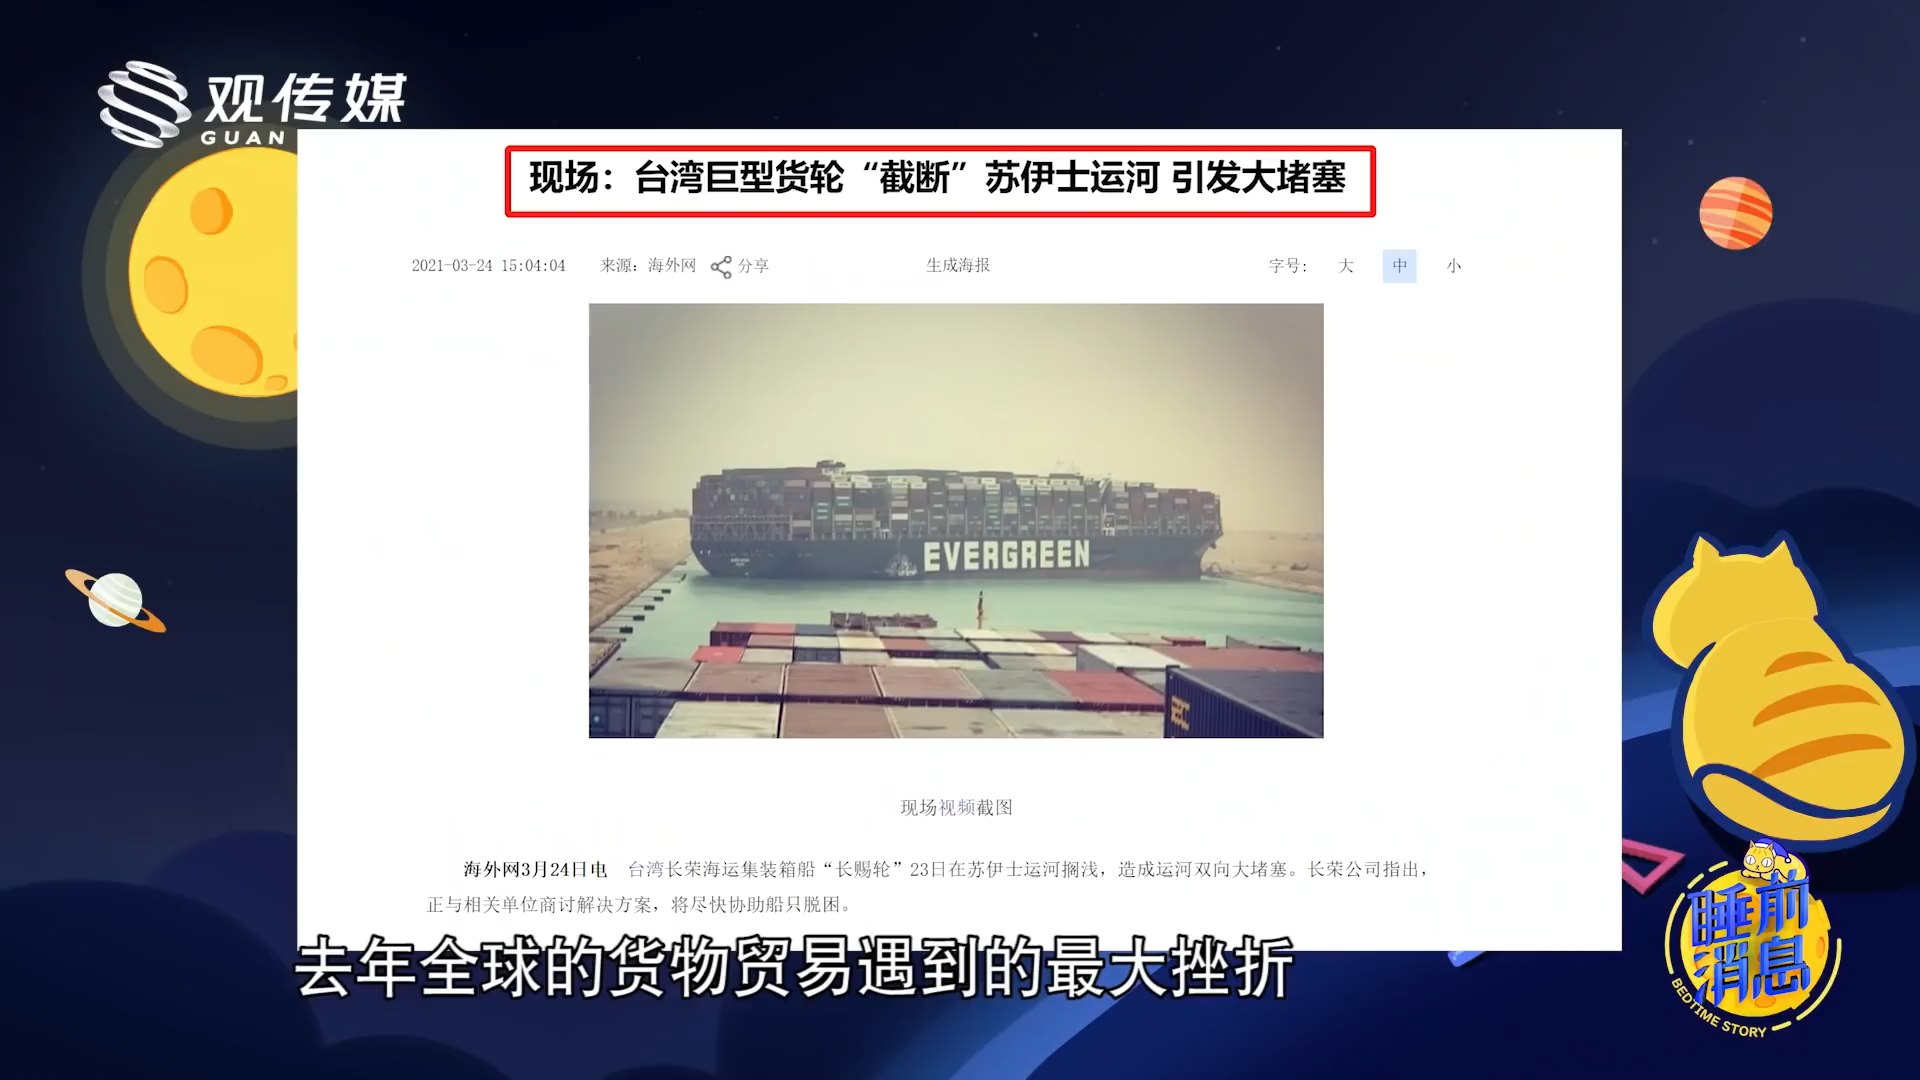 观传媒
GUAN
现场：台湾巨型货轮“截断”苏伊士运河 引发大堵塞
2021-03-24 15:04:04 来源：海外网 分享 生成海报 字号： 大 中 小
EVERGREEN
现场视频截图
海外网3月24日电 台湾长荣海运集装箱船“长赐轮”23日在苏伊士运河搁浅，造成运河双向大堵塞。长荣公司指出，
正与相关单位商讨解决方案，将尽快协助船只脱困。
去年全球的货物贸易遇到的最大挫折
睡前
消息
BEDTIME STORY